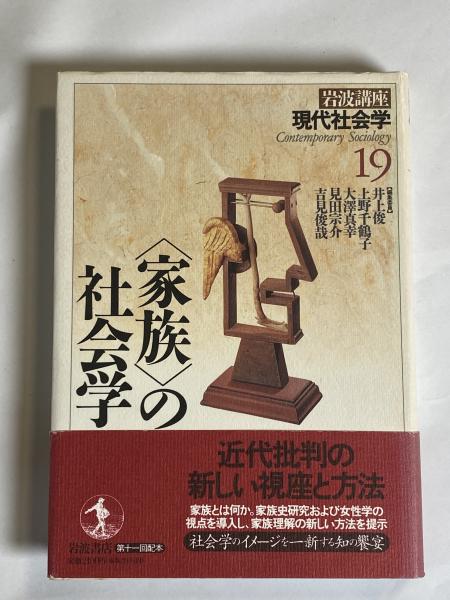 岩波講座
現代社会学
Contemporary Sociology
19
【編集委員】
井上俊
上野千鶴子
大澤真幸
見田宗介
吉見俊哉
〈家族〉の
社会学
近代批判の
新しい視座と方法
家族とは何か。家族史研究および女性学の
視点を導入し、家族理解の新しい方法を提示
社会学のイメージを一新する知の饗宴
岩波書店
第十一回配本